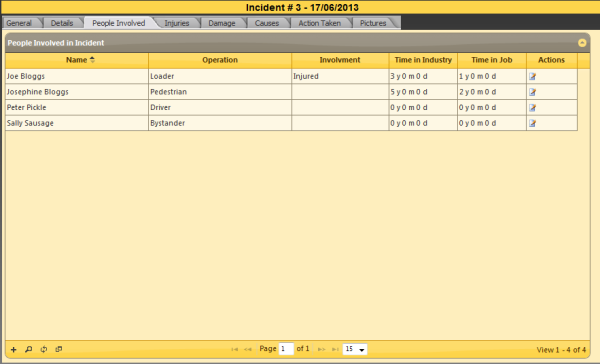 Incident # 3 - 17/06/2013
General Details People Involved Injuries Damage Causes Action Taken Pictures
People Involved in Incident
Name Operation Involvment Time in Industry Time in Job Actions
Joe Bloggs Loader Injured 3 y 0 m 0 d 1 y 0 m 0 d
Josephine Bloggs Pedestrian 5 y 0 m 0 d 2 y 0 m 0 d
Peter Pickle Driver 0 y 0 m 0 d 0 y 0 m 0 d
Sally Sausage Bystander 0 y 0 m 0 d 0 y 0 m 0 d
Page 1 of 1 15 View 1 - 4 of 4